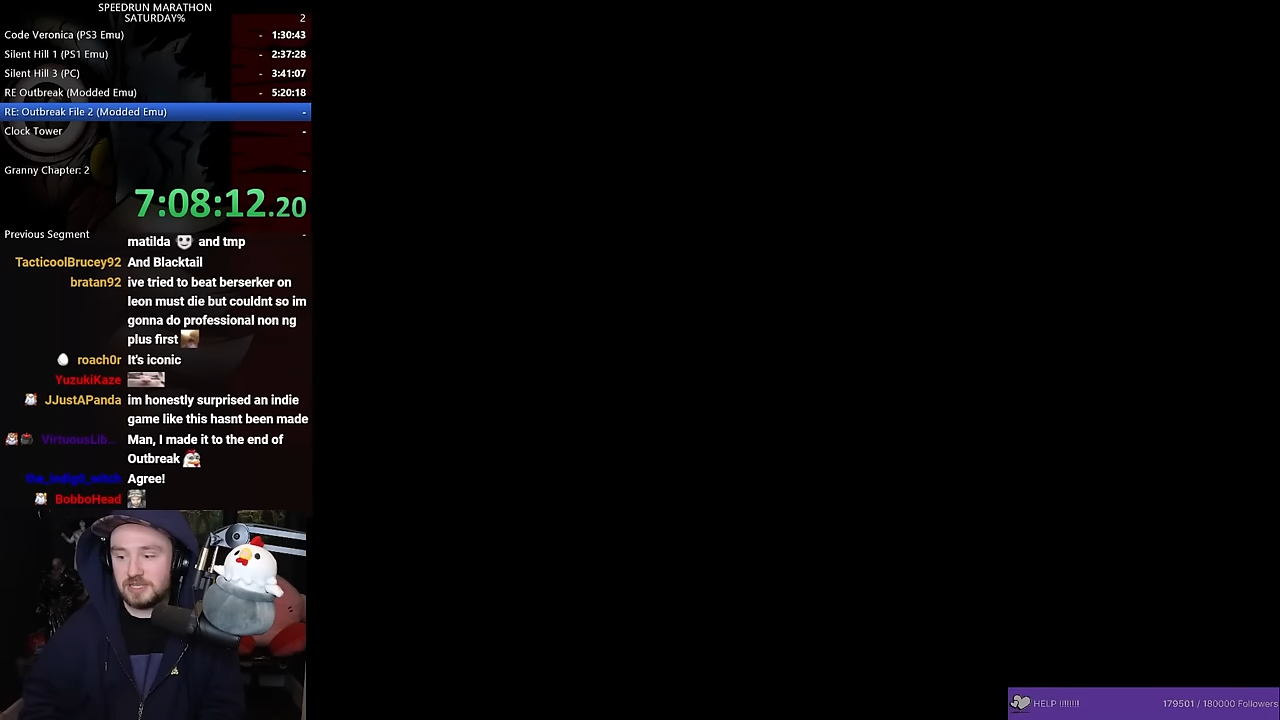 SPEEDRUN MARATHON
SATURDAY%
2
Code Veronica (PS3 Emu) - 1:30:43
Silent Hill 1 (PS1 Emu) - 2:37:28
Silent Hill 3 (PC) - 3:41:07
RE Outbreak (Modded Emu) - 5:20:18
RE: Outbreak File 2 (Modded Emu) -
Clock Tower -
Granny Chapter: 2 -
7:08:12.20
Previous Segment -
matilda and tmp
TacticoolBrucey92 And Blacktail
bratan92 ive tried to beat berserker on
leon must die but couldnt so im
gonna do professional non ng
plus first
roach0r It's iconic
YuzukiKaze
JJustAPanda im honestly surprised an indie
game like this hasnt been made
VirtuousLib... Man, I made it to the end of
Outbreak
Agree!
BobboHead
HELP !!!!!!! 179501 / 180000 Followers